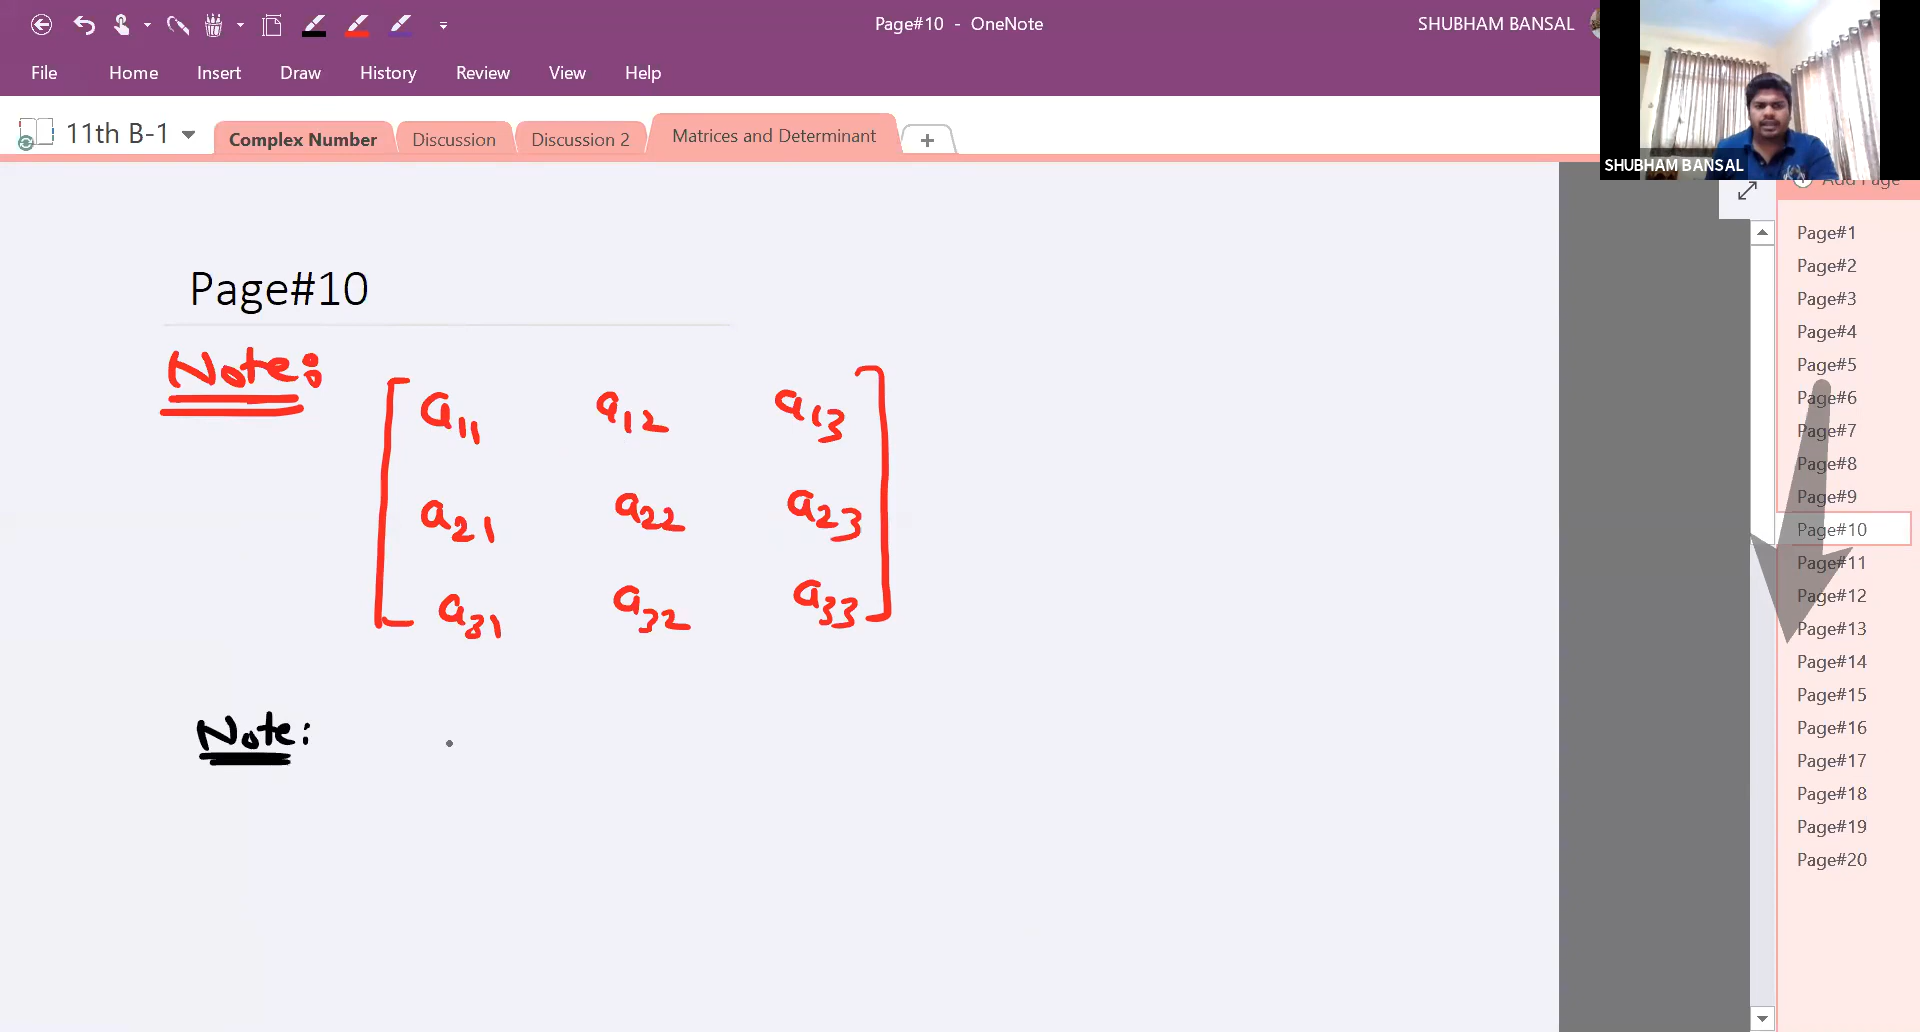 Page#10 - OneNote
SHUBHAM BANSAL
File Home Insert Draw History Review View Help
11th B-1
Complex Number
Discussion
Discussion 2
Matrices and Determinant
SHUBHAM BANSAL
Add Page
Page#10
Note:
a11 a12 a13
a21 a22 a23
a31 a32 a33
Note:
Page#1
Page#2
Page#3
Page#4
Page#5
Page#6
Page#7
Page#8
Page#9
Page#10
Page#11
Page#12
Page#13
Page#14
Page#15
Page#16
Page#17
Page#18
Page#19
Page#20